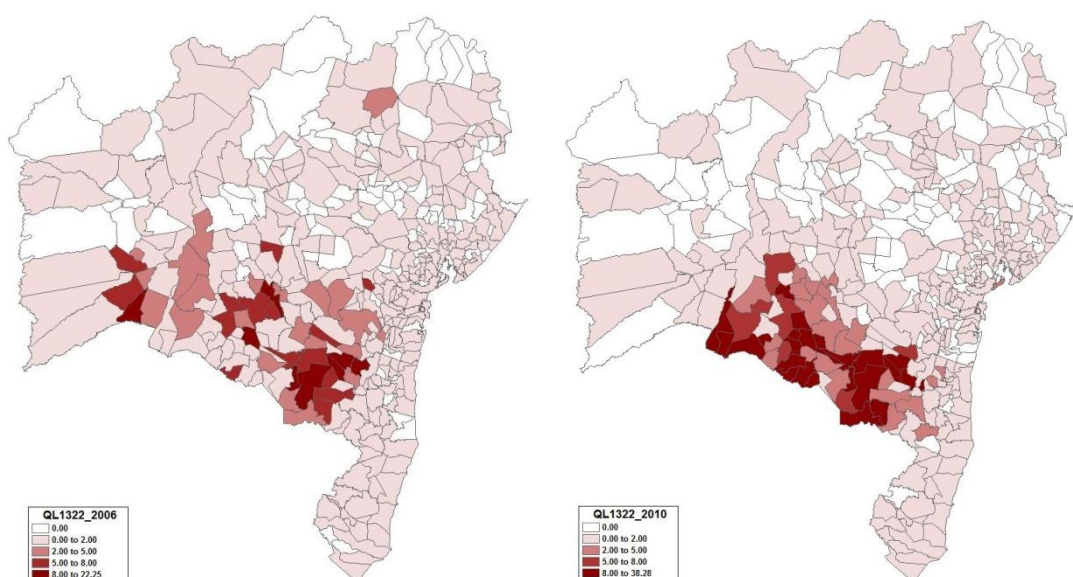 QL1322_2006
0.00
0.00 to 2.00
2.00 to 5.00
5.00 to 8.00
8.00 to 22.25
QL1322_2010
0.00
0.00 to 2.00
2.00 to 5.00
5.00 to 8.00
8.00 to 38.28